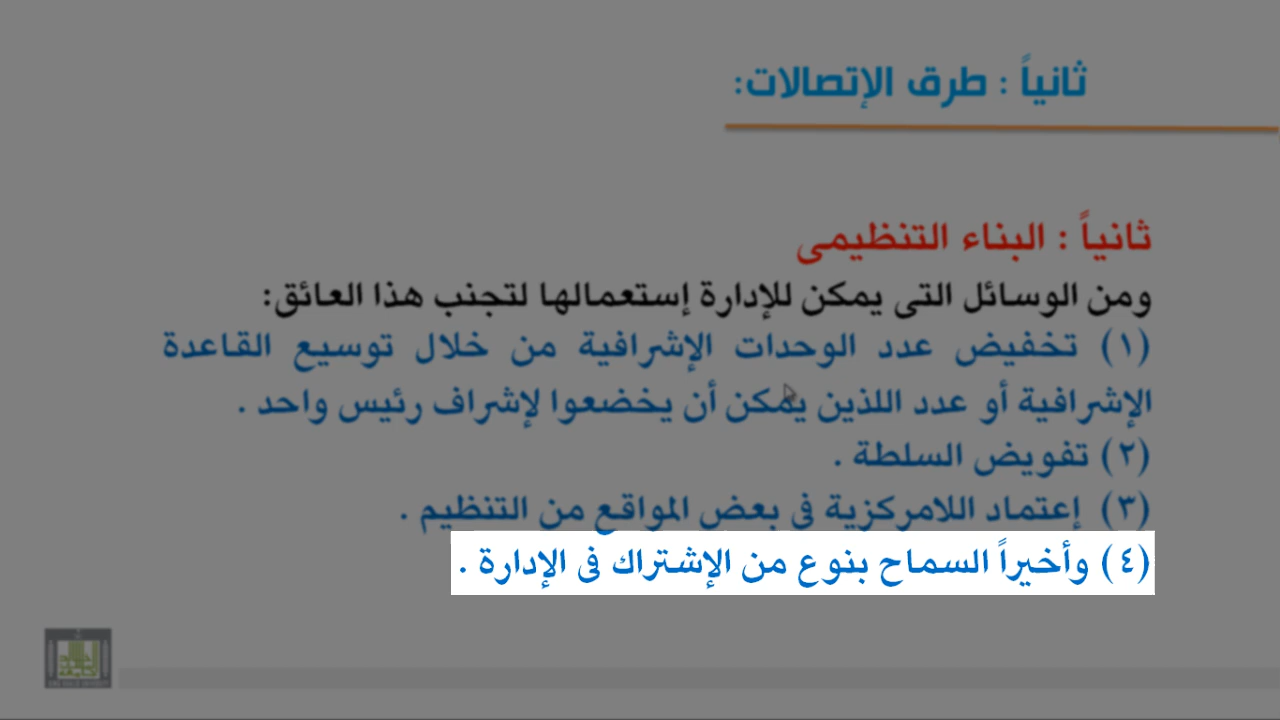 ثانياً : طرق الإتصالات:
ثانياً : البناء التنظيمى
ومن الوسائل التى يمكن للإدارة إستعمالها لتجنب هذا العائق:
(١) تخفيض عدد الوحدات الإشرافية من خلال توسيع القاعدة
الإشرافية أو عدد اللذين يمكن أن يخضعوا لإشراف رئيس واحد .
(٢) تفويض السلطة .
(٣) إعتماد اللامركزية فى بعض المواقع من التنظيم .
(٤) وأخيراً السماح بنوع من الإشتراك فى الإدارة .